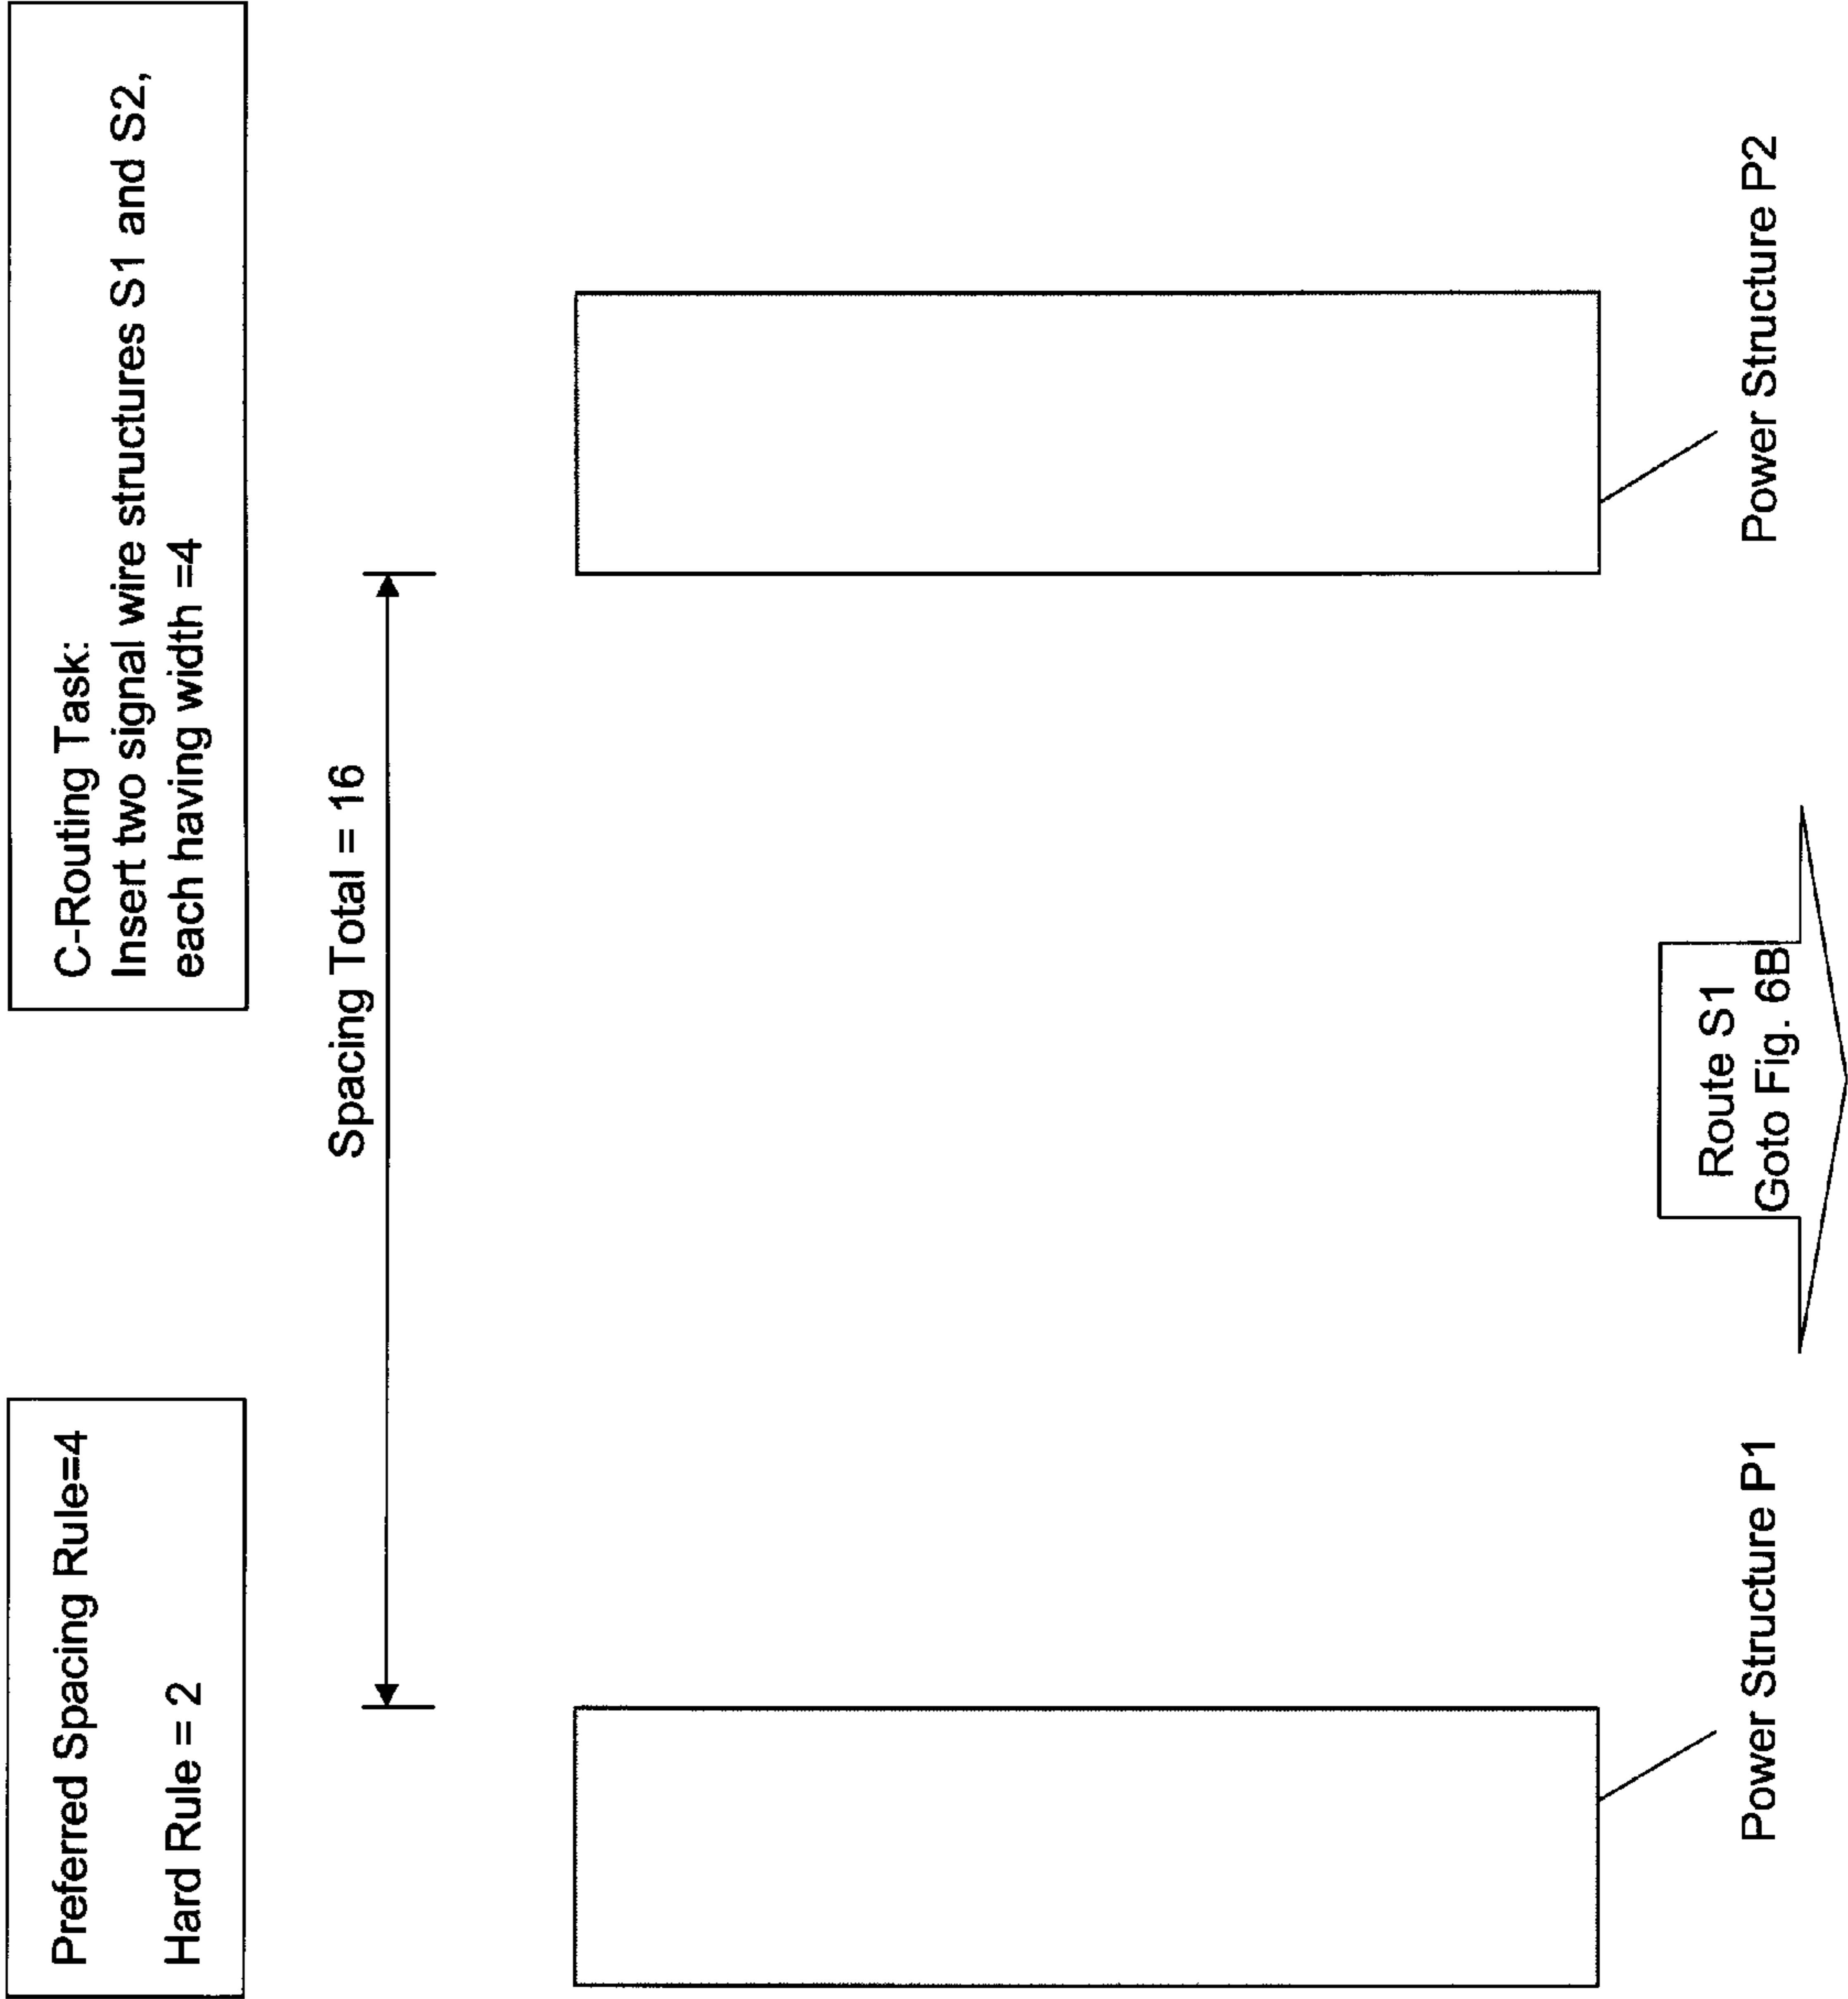 Preferred Spacing Rule=4
Hard Rule = 2
C-Routing Task:
Insert two signal wire structures S1 and S2,
each having width =4
Spacing Total = 16
Power Structure P1
Power Structure P2
Route S1
Goto Fig. 6B